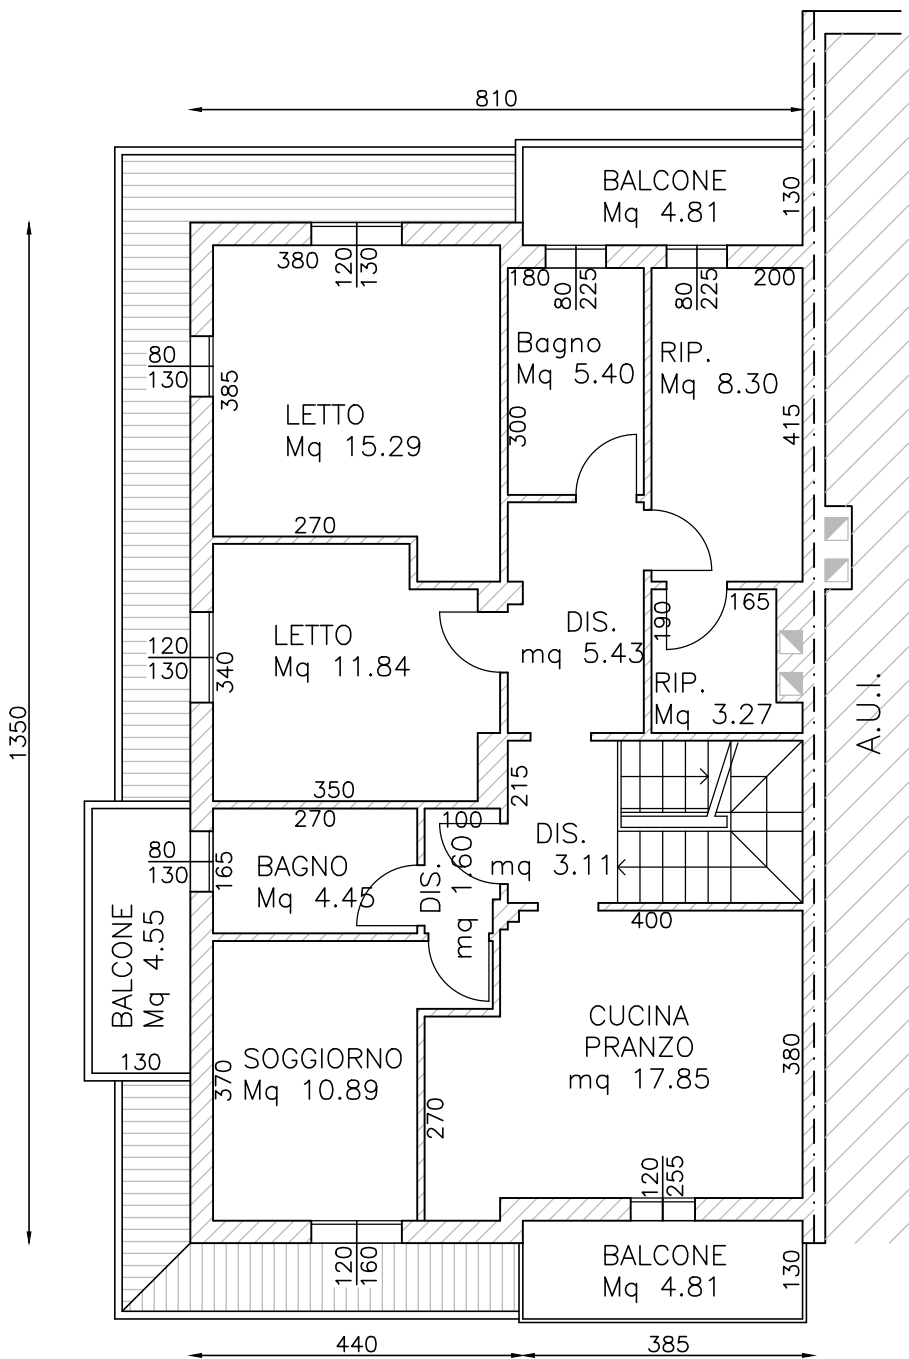 810
BALCONE
Mq 4.81
130
380
120
130
180
80
225
80
225
200
80
130
385
LETTO
Mq 15.29
Bagno
Mq 5.40
300
RIP.
Mq 8.30
415
270
LETTO
Mq 11.84
120
130
340
DIS.
mq 5.43
190
165
RIP.
Mq 3.27
A.U.I.
1350
350
215
270
100
80
130
165
BAGNO
Mq 4.45
DIS.
mq 1.60
DIS.
mq 3.11
400
BALCONE
Mq 4.55
130
SOGGIORNO
Mq 10.89
370
270
CUCINA
PRANZO
mq 17.85
380
120
255
120
160
BALCONE
Mq 4.81
130
440
385